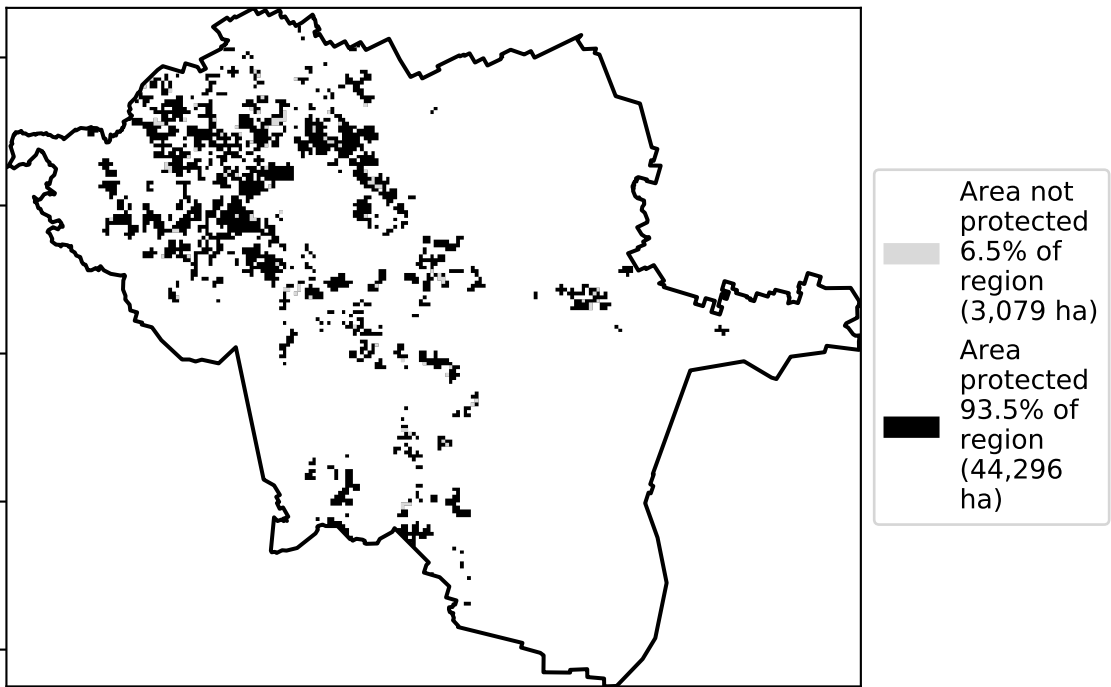 Area not
protected
6.5% of
region
(3,079 ha)
Area
protected
93.5% of
region
(44,296
ha)